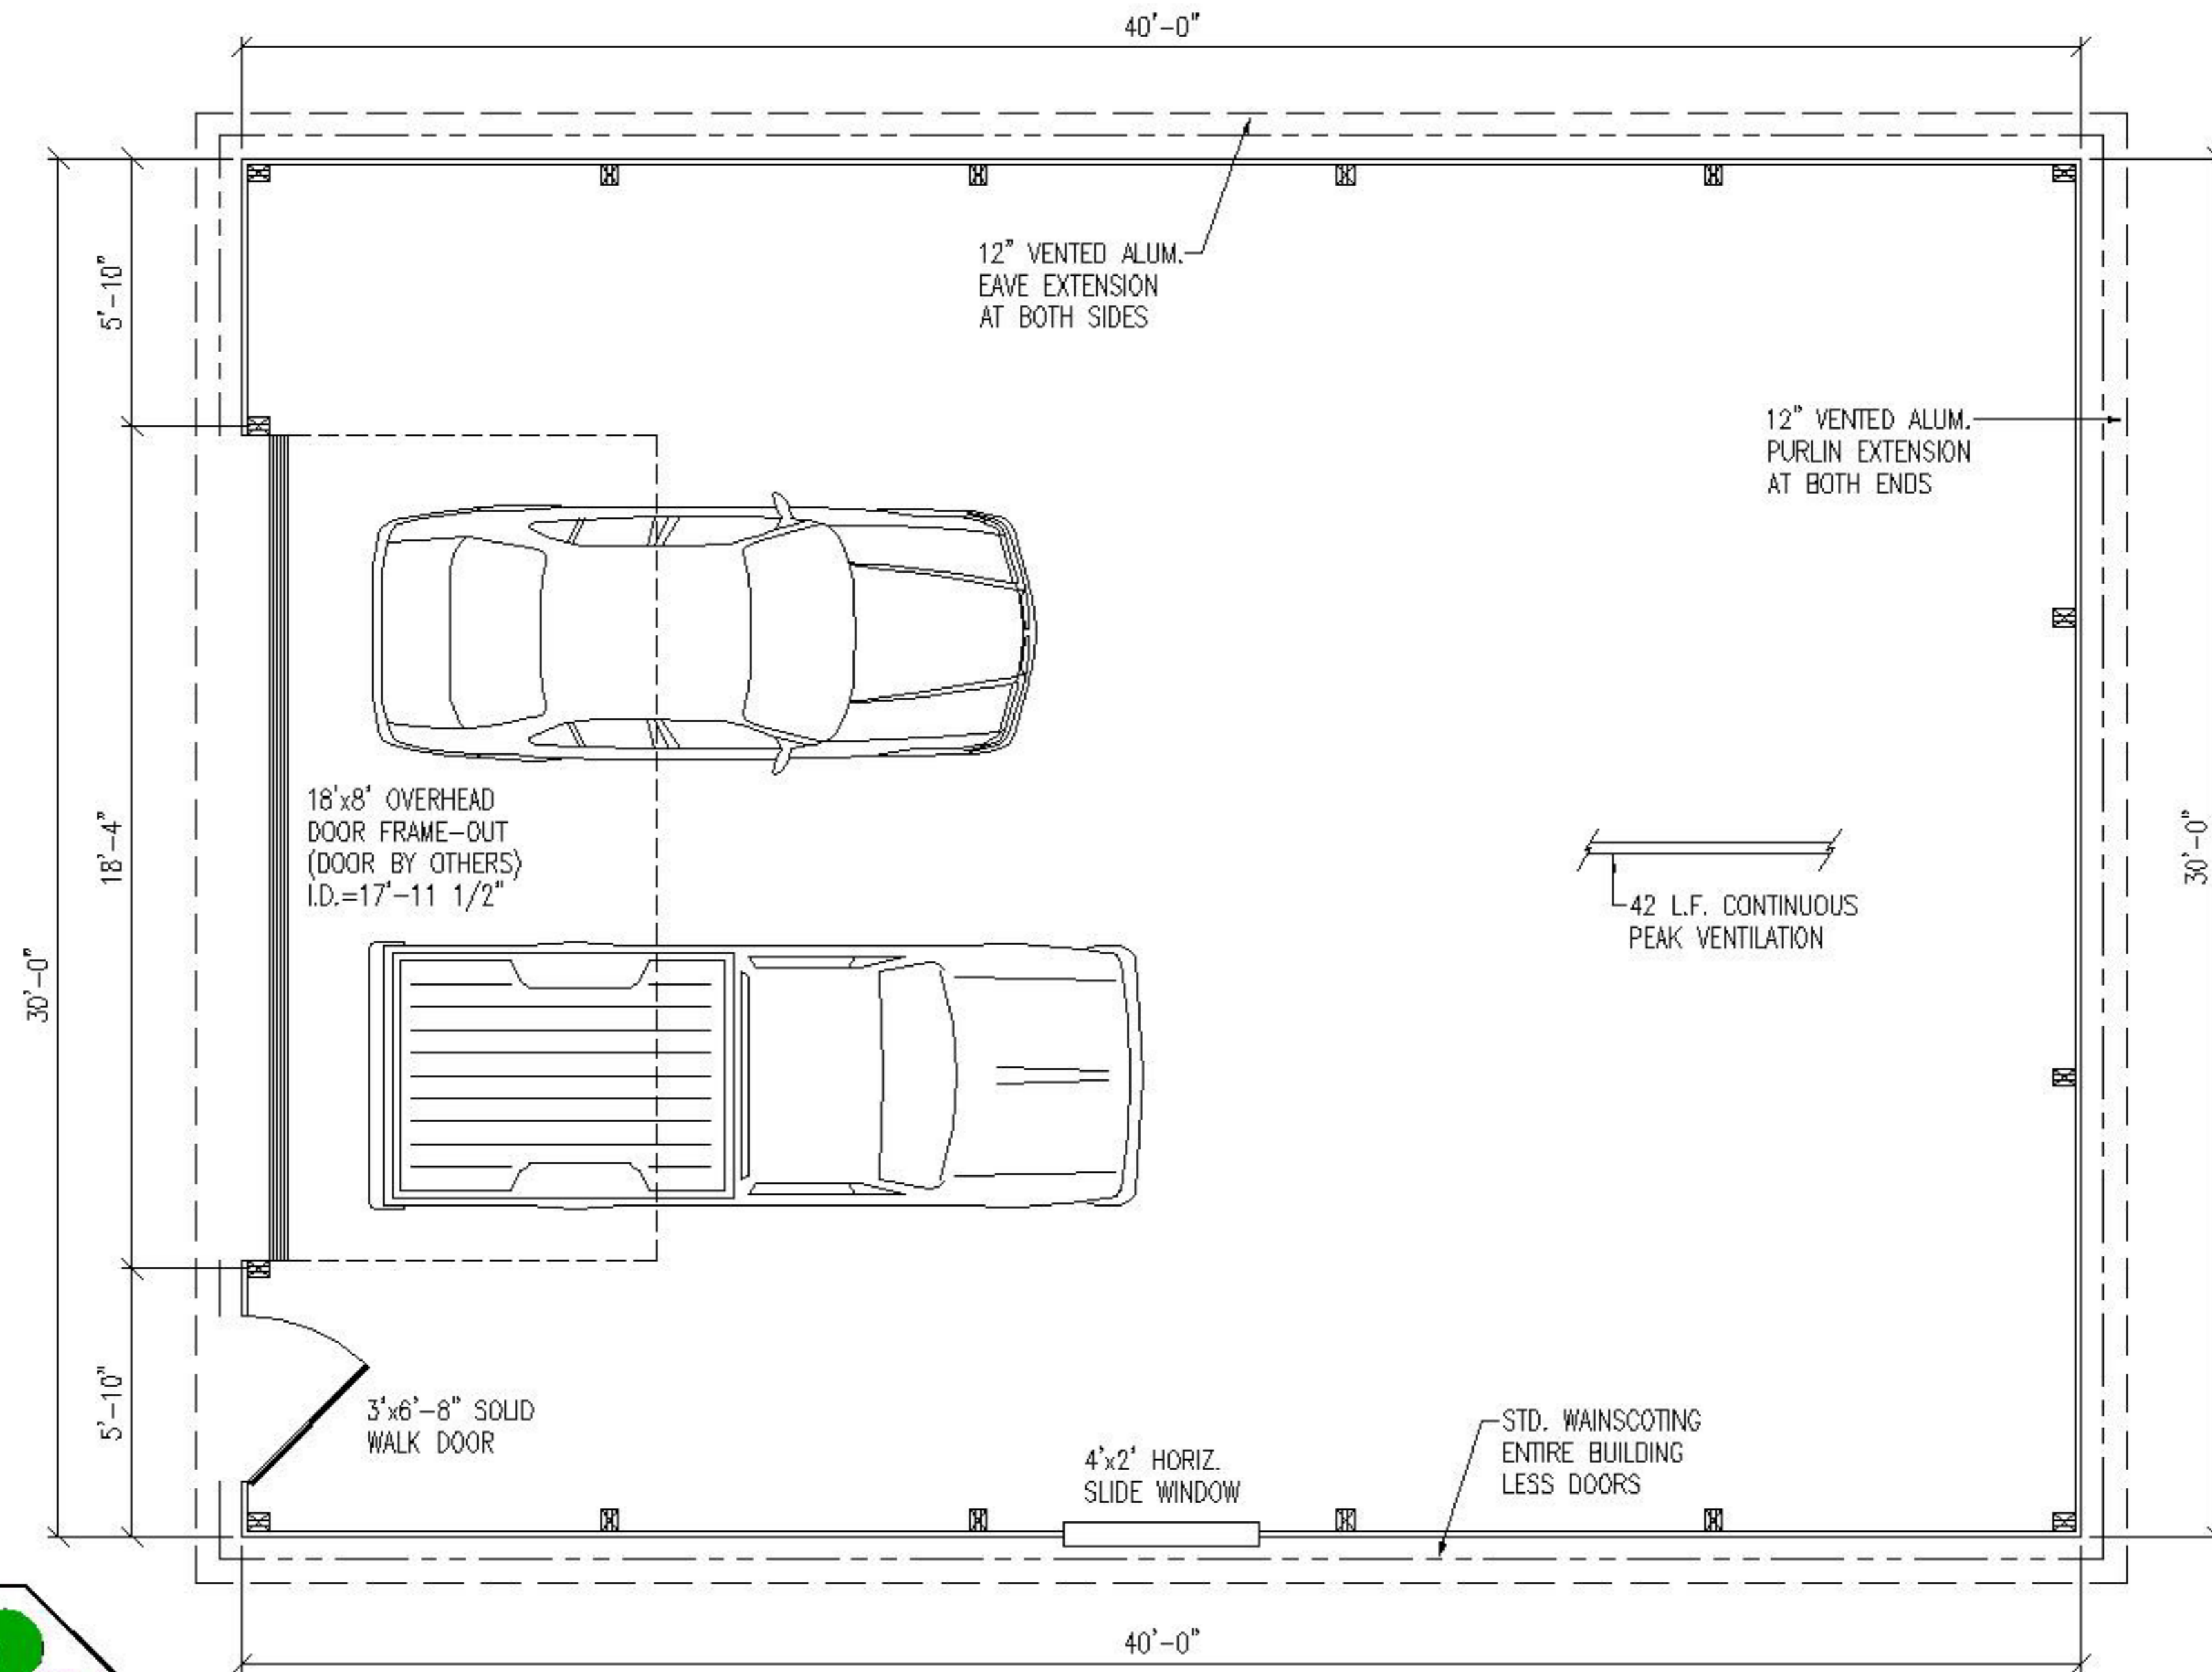 40'-0"
12" VENTED ALUM.
EAVE EXTENSION
AT BOTH SIDES
5'-10"
12" VENTED ALUM.
PURLIN EXTENSION
AT BOTH ENDS
18'x8' OVERHEAD
DOOR FRAME-OUT
(DOOR BY OTHERS)
I.D.=17'-11 1/2"
18'-4"
30'-0"
30'-0"
42 L.F. CONTINUOUS
PEAK VENTILATION
5'-10"
3'x6'-8" SOLID
WALK DOOR
4'x2' HORIZ.
SLIDE WINDOW
STD. WAINSCOTING
ENTIRE BUILDING
LESS DOORS
40'-0"